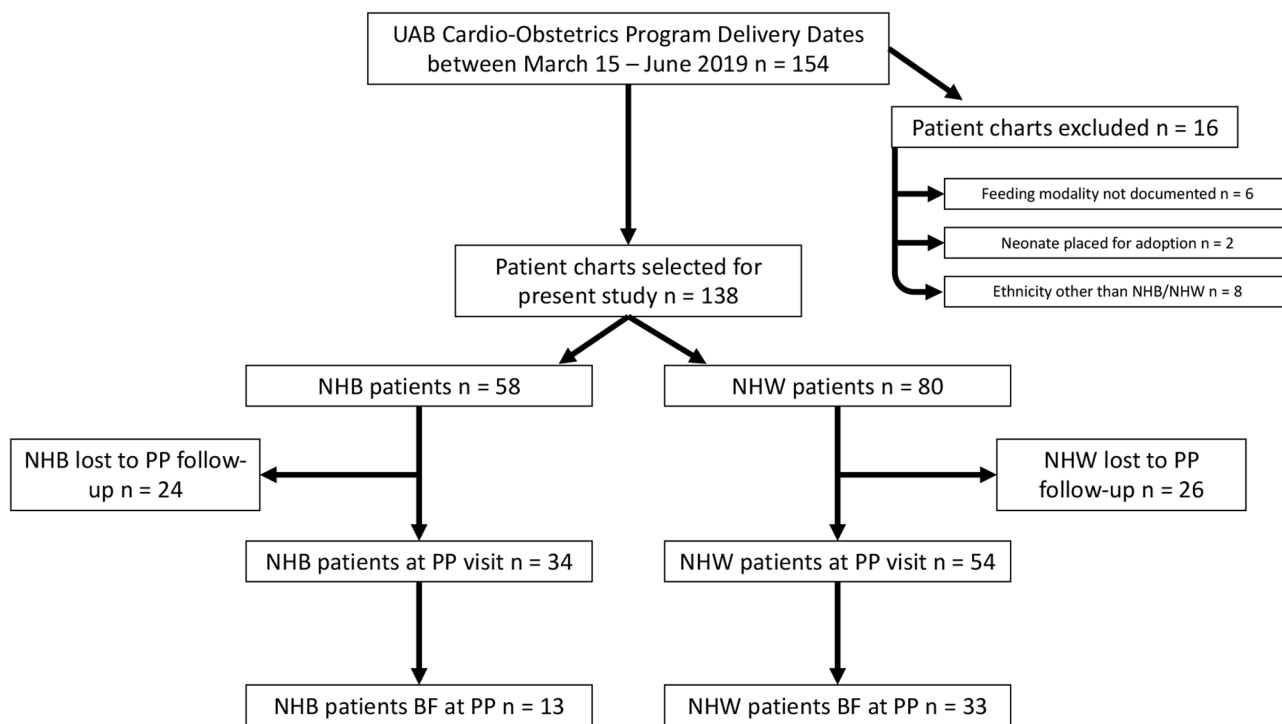 UAB Cardio-Obstetrics Program Delivery Dates
between March 15 – June 2019 n = 154
Patient charts excluded n = 16
Feeding modality not documented n = 6
Neonate placed for adoption n = 2
Ethnicity other than NHB/NHW n = 8
Patient charts selected for
present study n = 138
NHB patients n = 58
NHW patients n = 80
NHB lost to PP follow-
up n = 24
NHW lost to PP
follow-up n = 26
NHB patients at PP visit n = 34
NHW patients at PP visit n = 54
NHB patients BF at PP n = 13
NHW patients BF at PP n = 33